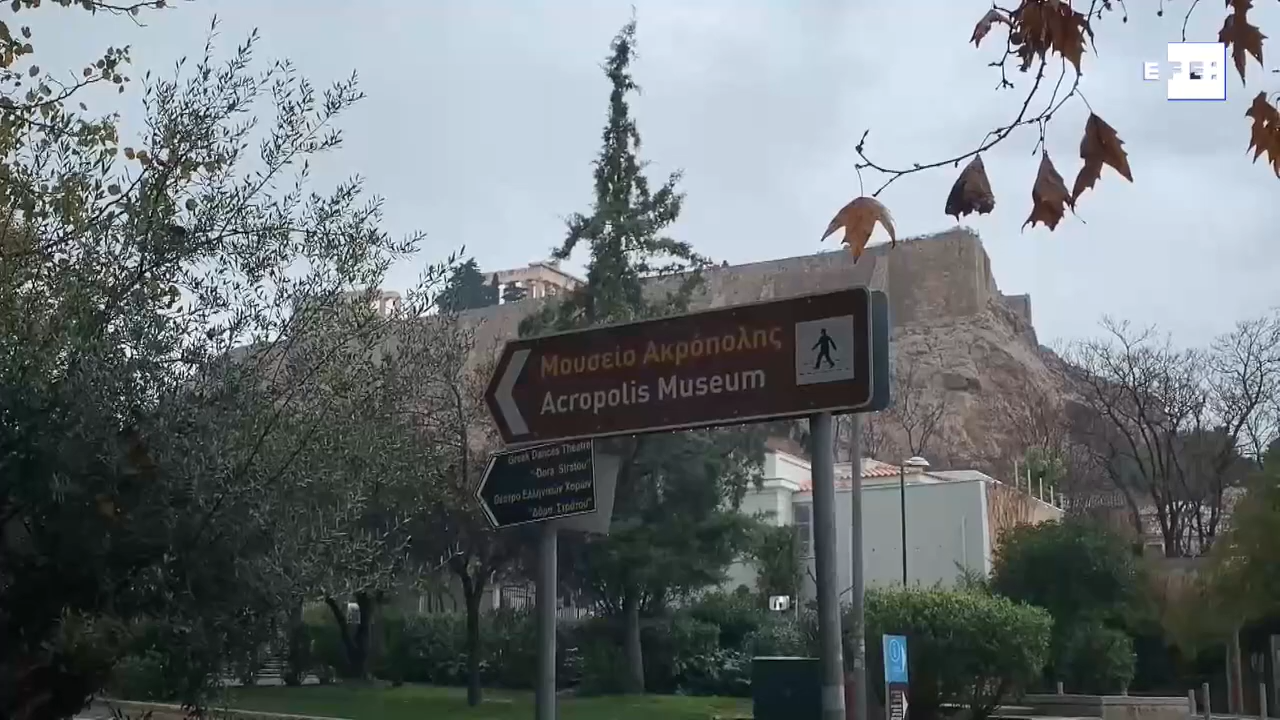 EFE
Μουσείο Ακρόπολης
Acropolis Museum
Greek Dances Theatre
"Dora Stratou"
Θέατρο Ελληνικών Χορών
"Δόρα Στράτου"